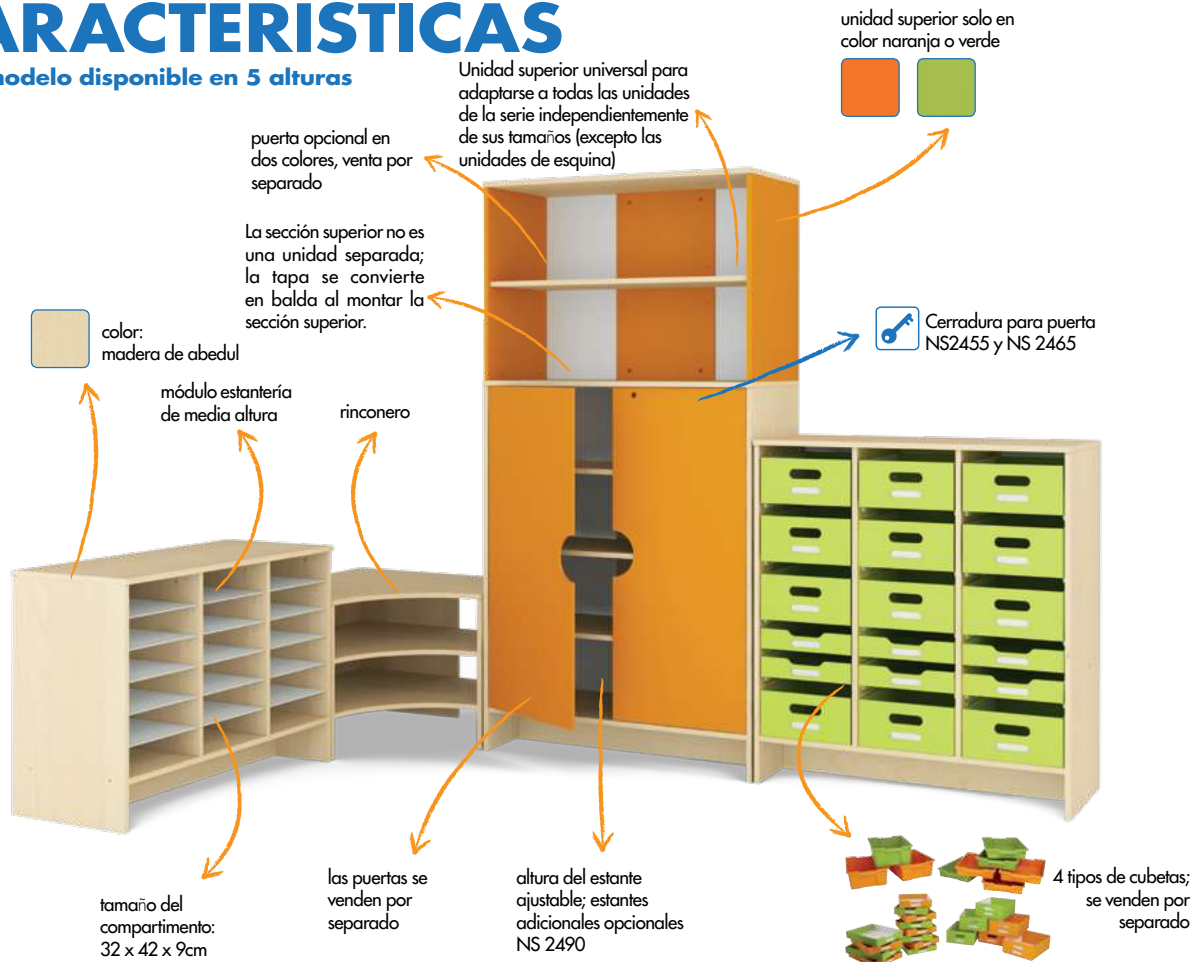 ARACTERISTICAS
modelo disponible en 5 alturas
unidad superior solo en
color naranja o verde
Unidad superior universal para
adaptarse a todas las unidades
de la serie independientemente
de sus tamaños (excepto las
unidades de esquina)
puerta opcional en
dos colores, venta por
separado
La sección superior no es
una unidad separada;
la tapa se convierte
en balda al montar la
sección superior.
color:
madera de abedul
Cerradura para puerta
NS2455 y NS 2465
módulo estantería
de media altura
rinconero
tamaño del
compartimento:
32 x 42 x 9cm
las puertas se
venden por
separado
altura del estante
ajustable; estantes
adicionales opcionales
NS 2490
4 tipos de cubetas;
se venden por
separado